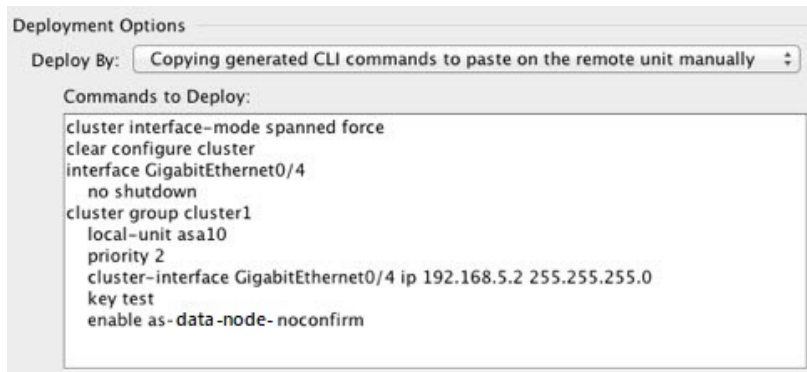 Deployment Options
Deploy By: Copying generated CLI commands to paste on the remote unit manually
Commands to Deploy:
cluster interface-mode spanned force
clear configure cluster
interface GigabitEthernet0/4
no shutdown
cluster group cluster1
local-unit asa10
priority 2
cluster-interface GigabitEthernet0/4 ip 192.168.5.2 255.255.255.0
key test
enable as-data-node-noconfirm